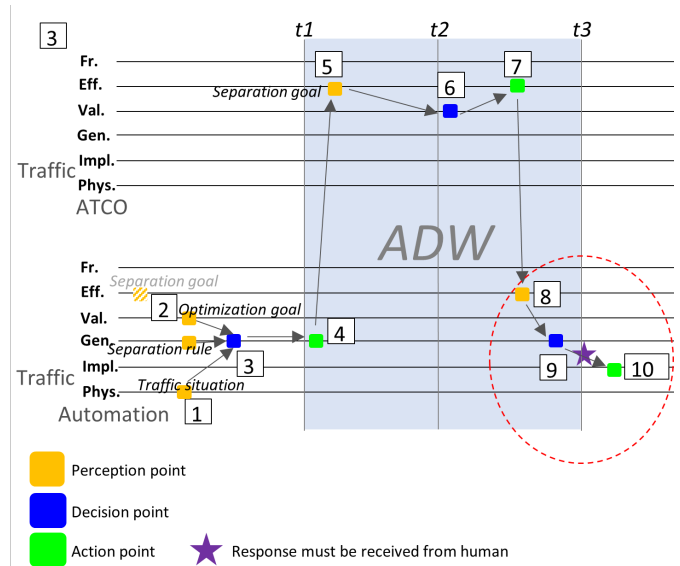 3
t1
t2
t3
Fr.
5
7
Eff.
Separation goal
6
Val.
Gen.
Impl.
Traffic
Phys.
ATCO
ADW
Fr.
Separation goal
Eff.
2
Optimization goal
8
Val.
4
Gen.
Separation rule
Impl.
3
9
10
Traffic
Traffic situation
Phys.
Automation
1
Perception point
Decision point
Action point
Response must be received from human